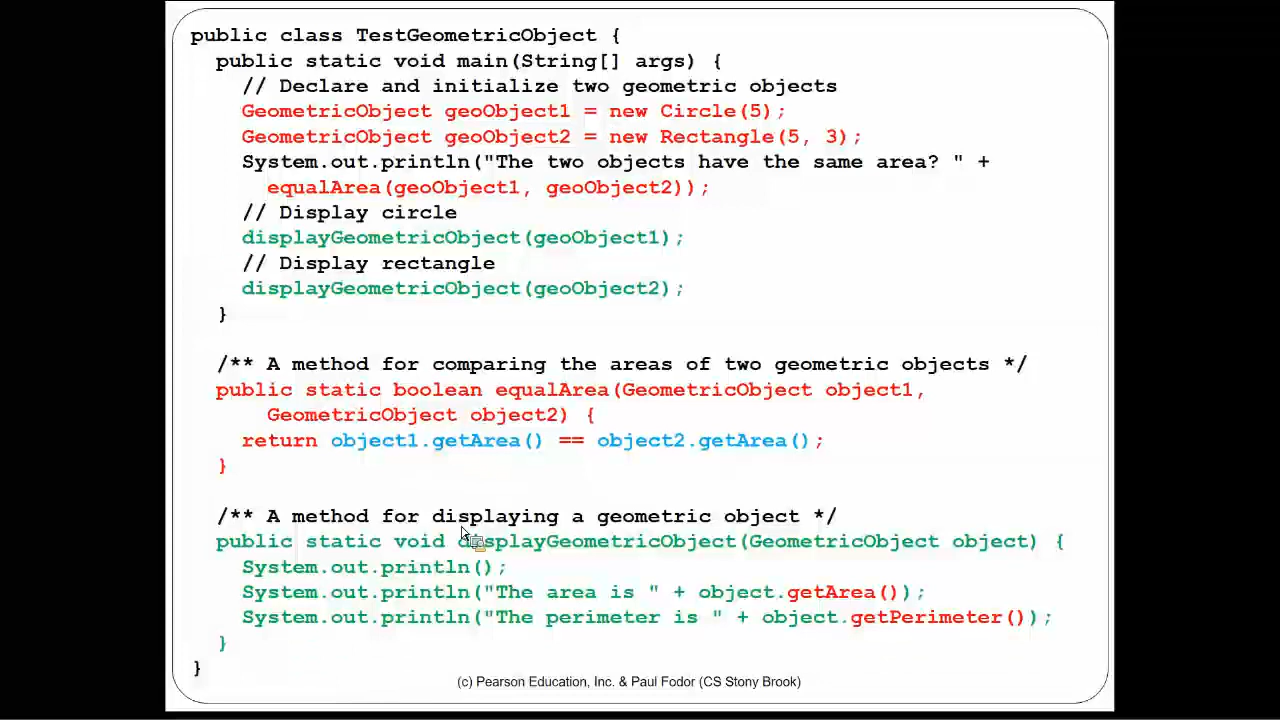 public class TestGeometricObject {
public static void main(String[] args) {
// Declare and initialize two geometric objects
GeometricObject geoObject1 = new Circle(5);
GeometricObject geoObject2 = new Rectangle(5, 3);
System.out.println("The two objects have the same area? " +
equalArea(geoObject1, geoObject2));
// Display circle
displayGeometricObject(geoObject1);
// Display rectangle
displayGeometricObject(geoObject2);
}
/** A method for comparing the areas of two geometric objects */
public static boolean equalArea(GeometricObject object1,
GeometricObject object2) {
return object1.getArea() == object2.getArea();
}
/** A method for displaying a geometric object */
public static void displayGeometricObject(GeometricObject object) {
System.out.println();
System.out.println("The area is " + object.getArea());
System.out.println("The perimeter is " + object.getPerimeter());
}
}
(c) Pearson Education, Inc. & Paul Fodor (CS Stony Brook)